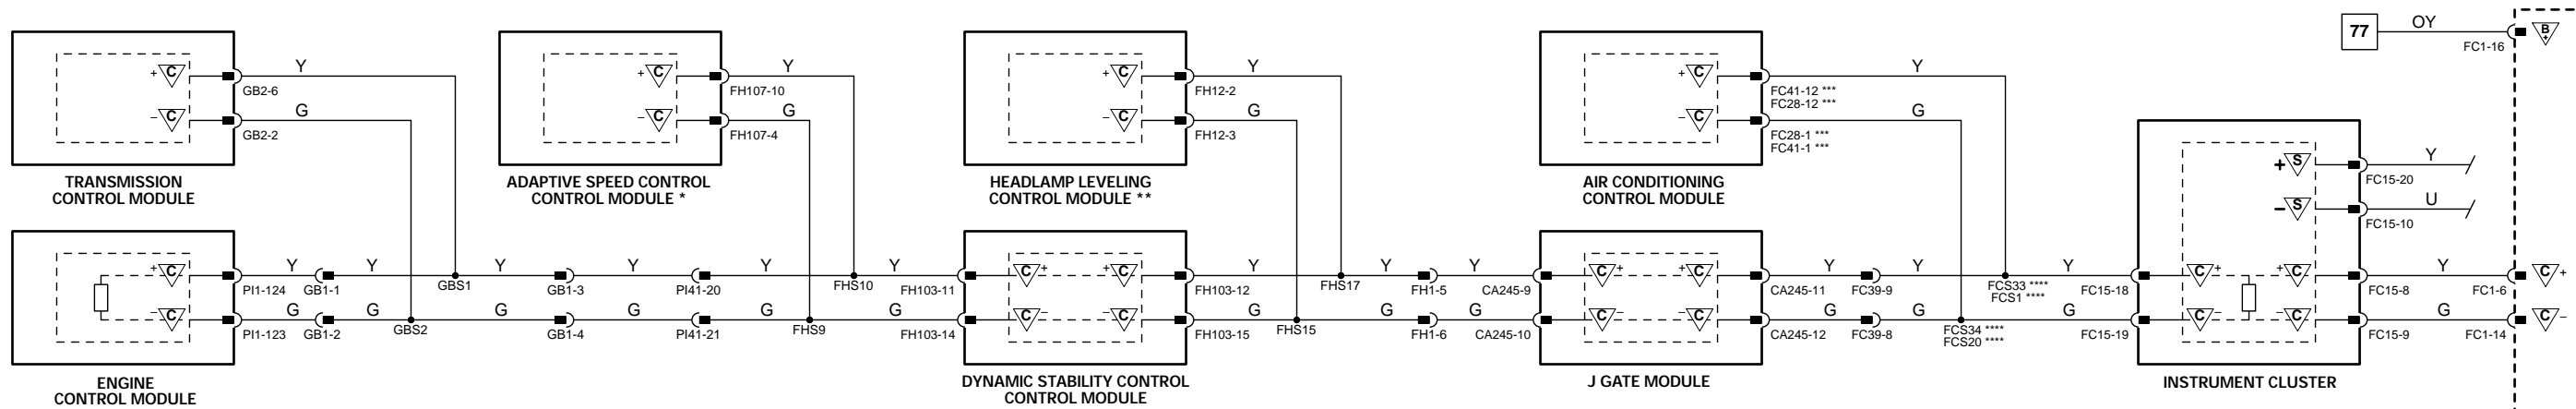 77
OY
FC1-16
B
+
Y
Y
Y
Y
+ C
+ C
+ C
+ C
GB2-6
FH107-10
FH12-2
FC41-12 ***
FC28-12 ***
G
G
G
G
– C
– C
– C
– C
GB2-2
FH107-4
FH12-3
FC28-1 ***
FC41-1 ***
TRANSMISSION
CONTROL MODULE
ADAPTIVE SPEED CONTROL
CONTROL MODULE *
HEADLAMP LEVELING
CONTROL MODULE **
AIR CONDITIONING
CONTROL MODULE
+ S
Y
FC15-20
– S
U
FC15-10
+ C
Y
Y
Y
Y
Y
Y
C +
+ C
Y
Y
Y
C +
+ C
Y
Y
Y
C +
+ C
Y
C +
PI1-124
GB1-1
GBS1
GB1-3
PI41-20
FHS10
FH103-11
FH103-12
FHS17
FH1-5
CA245-9
CA245-11
FC39-9
FCS33 ****
FCS1 ****
FC15-18
FC15-8
FC1-6
– C
G
G
G
G
G
G
C –
– C
G
G
G
C –
– C
G
G
G
C –
– C
G
C –
PI1-123
GB1-2
GBS2
GB1-4
PI41-21
FHS9
FH103-14
FH103-15
FHS15
FH1-6
CA245-10
CA245-12
FC39-8
FCS34 ****
FCS20 ****
FC15-19
FC15-9
FC1-14
ENGINE
CONTROL MODULE
DYNAMIC STABILITY CONTROL
CONTROL MODULE
J GATE MODULE
INSTRUMENT CLUSTER